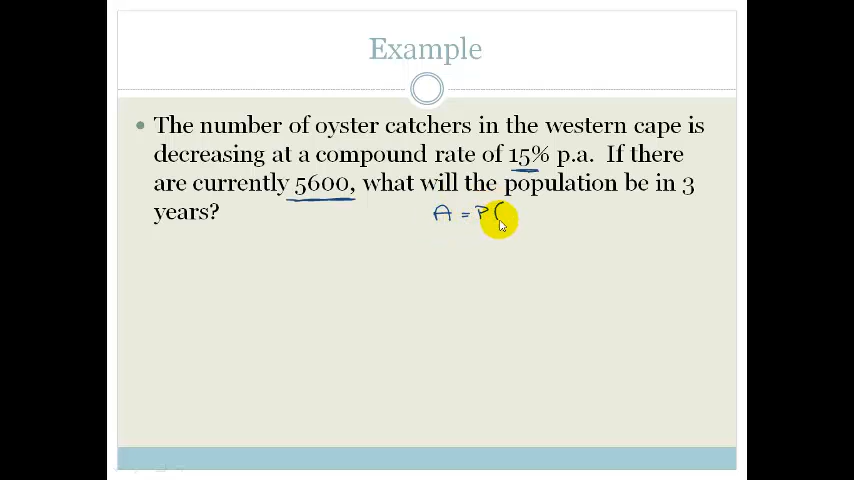 Example
The number of oyster catchers in the western cape is
decreasing at a compound rate of 15% p.a. If there
are currently 5600, what will the population be in 3
years?
A = P(